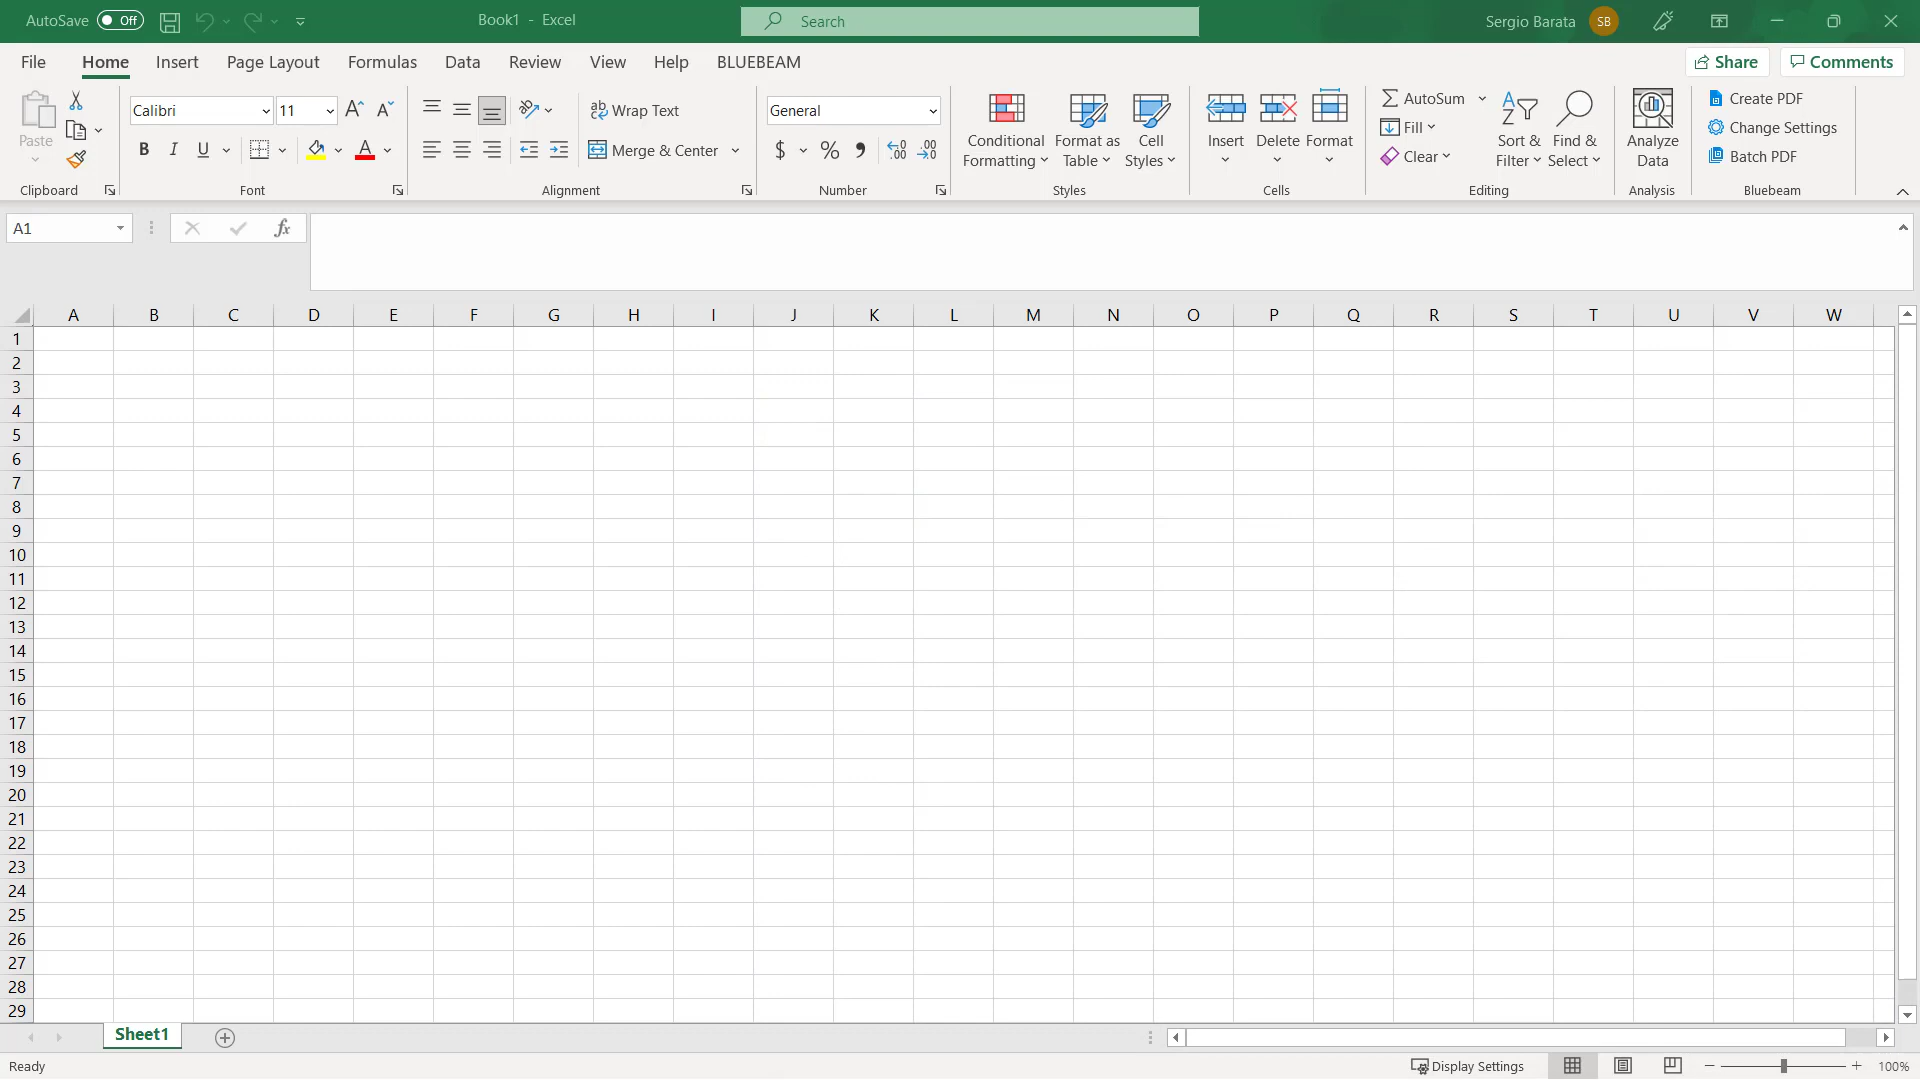 AutoSave Off Book1 - Excel Search Sergio Barata SB
File Home Insert Page Layout Formulas Data Review View Help BLUEBEAM Share Comments
Paste
Clipboard
Calibri 11
B I U A
Font
Wrap Text
Merge & Center
Alignment
General
$ % 9 .00 .00
Number
Conditional Formatting
Format as Table
Cell Styles
Styles
Insert
Delete
Format
Cells
AutoSum
Fill
Clear
Sort & Filter
Find & Select
Editing
Analyze Data
Analysis
Create PDF
Change Settings
Batch PDF
Bluebeam
A1 fx
A B C D E F G H I J K L M N O P Q R S T U V W
1
2
3
4
5
6
7
8
9
10
11
12
13
14
15
16
17
18
19
20
21
22
23
24
25
26
27
28
29
Sheet1
Ready Display Settings 100%